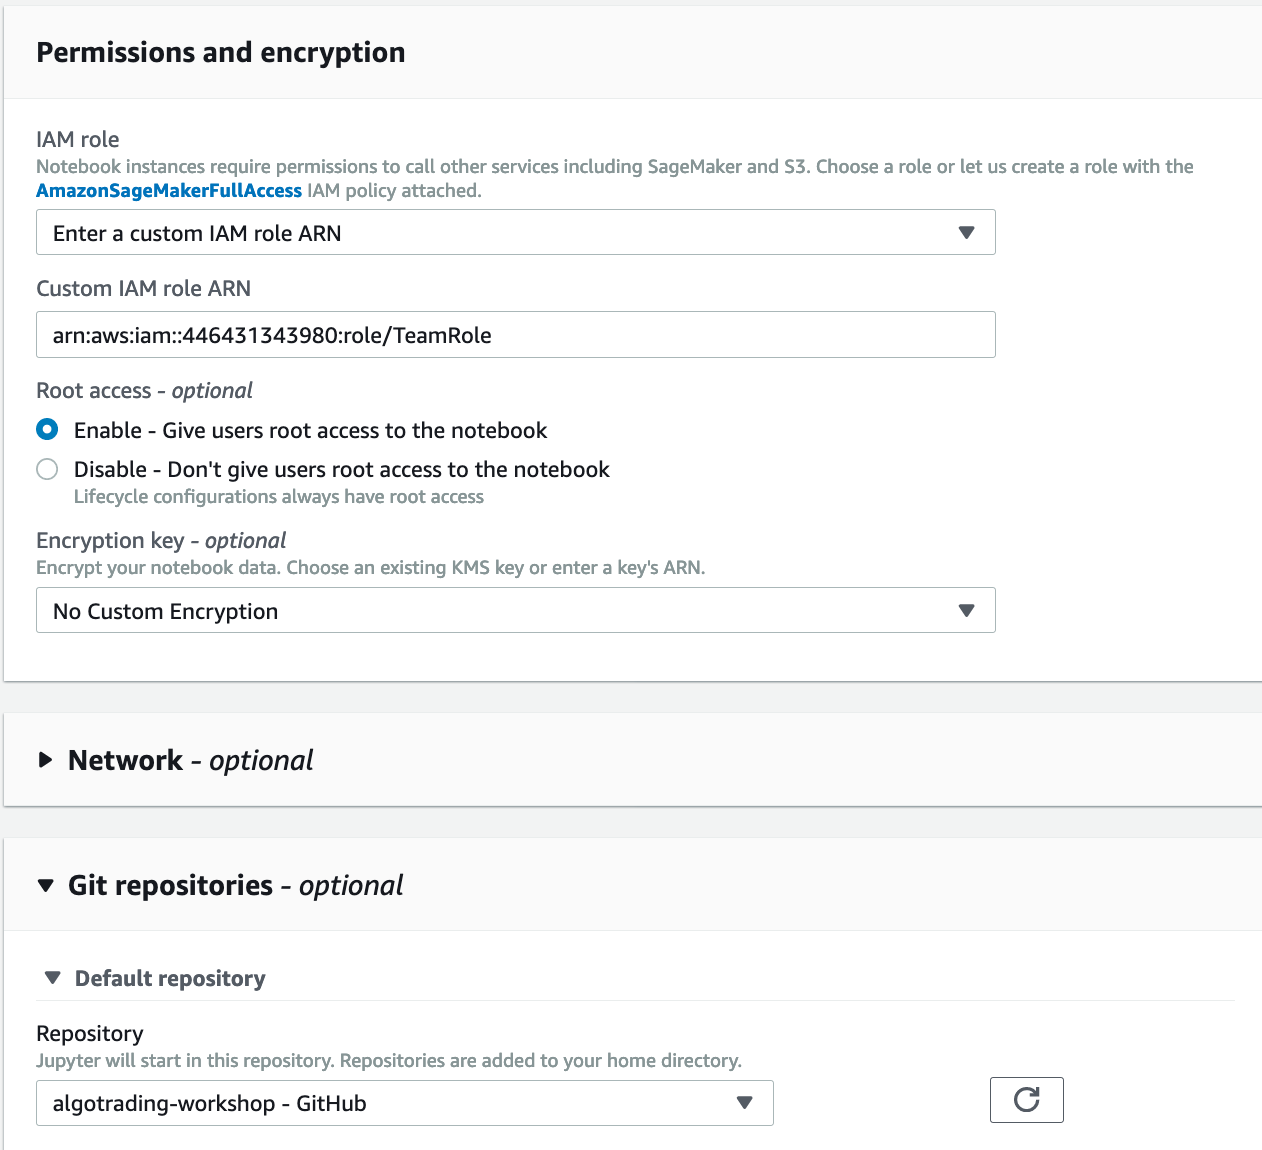 Permissions and encryption
IAM role
Notebook instances require permissions to call other services including SageMaker and S3. Choose a role or let us create a role with the
AmazonSageMakerFullAccess IAM policy attached.
Enter a custom IAM role ARN
Custom IAM role ARN
arn:aws:iam::446431343980:role/TeamRole
Root access - optional
Enable - Give users root access to the notebook
Disable - Don't give users root access to the notebook
Lifecycle configurations always have root access
Encryption key - optional
Encrypt your notebook data. Choose an existing KMS key or enter a key's ARN.
No Custom Encryption
Network - optional
Git repositories - optional
Default repository
Repository
Jupyter will start in this repository. Repositories are added to your home directory.
algotrading-workshop - GitHub